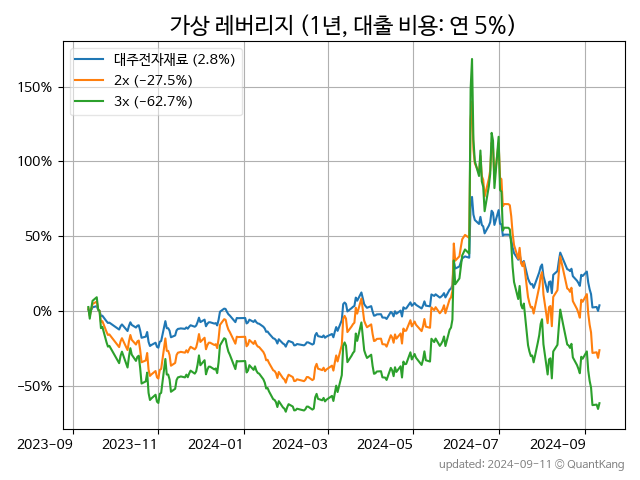 가상 레버리지 (1년, 대출 비용: 연 5%)
대주전자재료 (2.8%)
2x (−27.5%)
3x (−62.7%)
150%
100%
50%
0%
−50%
2023-09 2023-11 2024-01 2024-03 2024-05 2024-07 2024-09
updated: 2024-09-11 © QuantKang